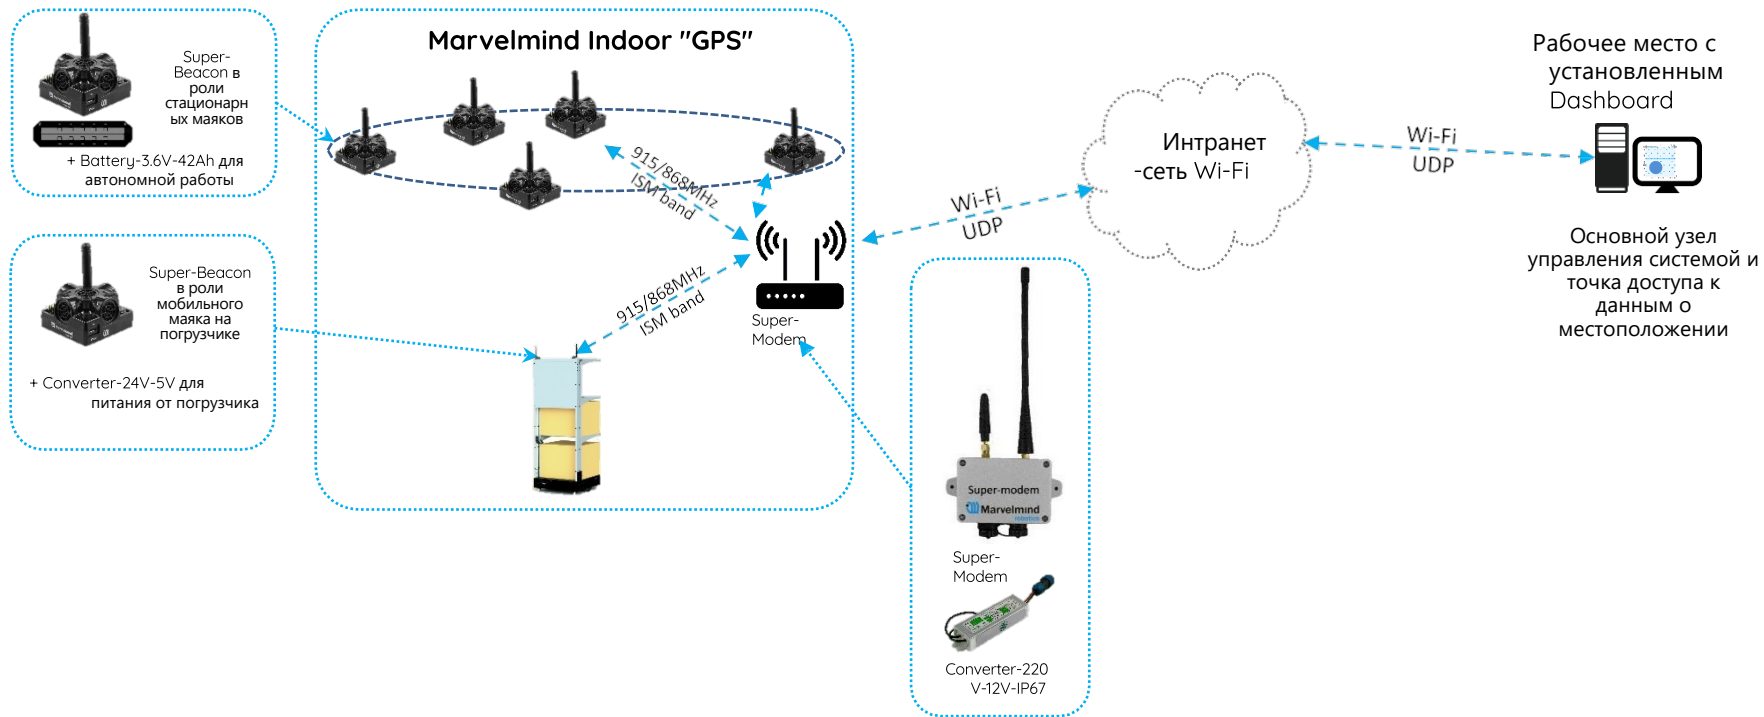 Super-
Beacon в
роли
стационарн
ых маяков
+ Battery-3.6V-42Ah для
автономной работы
Super-Beacon
в роли
мобильного
маяка на
погрузчике
+ Converter-24V-5V для
питания от погрузчика
Marvelmind Indoor "GPS"
915/868MHz
ISM band
915/868MHz
ISM band
Super-
Modem
Wi-Fi
UDP
Super-modem
Marvelmind
robotics
Super-
Modem
Converter-220
V-12V-IP67
Интранет
-сеть Wi-Fi
Wi-Fi
UDP
Рабочее место с
установленным
Dashboard
Основной узел
управления системой и
точка доступа к
данным о
местоположении